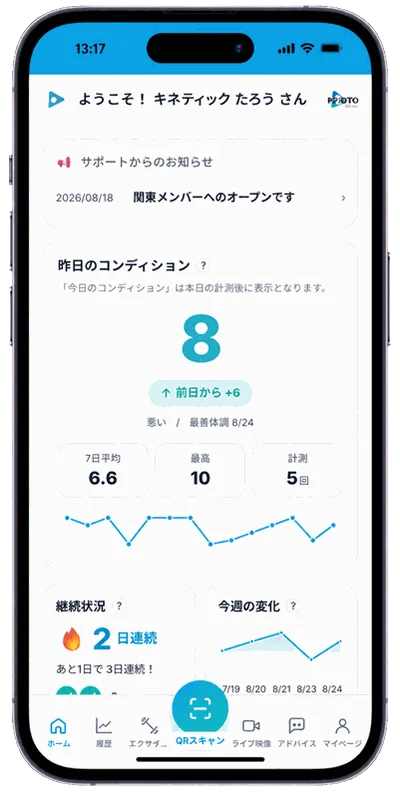 13:17
ようこそ！ キネティック たろう さん
サポートからのお知らせ
2026/08/18 関東メンバーへのオープンです
昨日のコンディション ?
「今日のコンディション」は本日の計測後に表示となります。
8
↑ 前日から +6
悪い / 最善体調 8/24
7日平均 最高 計測
6.6 10 5回
継続状況 ? 今週の変化 ?
2 日連続
あと1日で 3日連続！
7/19 8/20 8/21 8/23 8/24
ホーム 履歴 エクササイ... QRスキャン ライブ映像 アドバイス マイページ